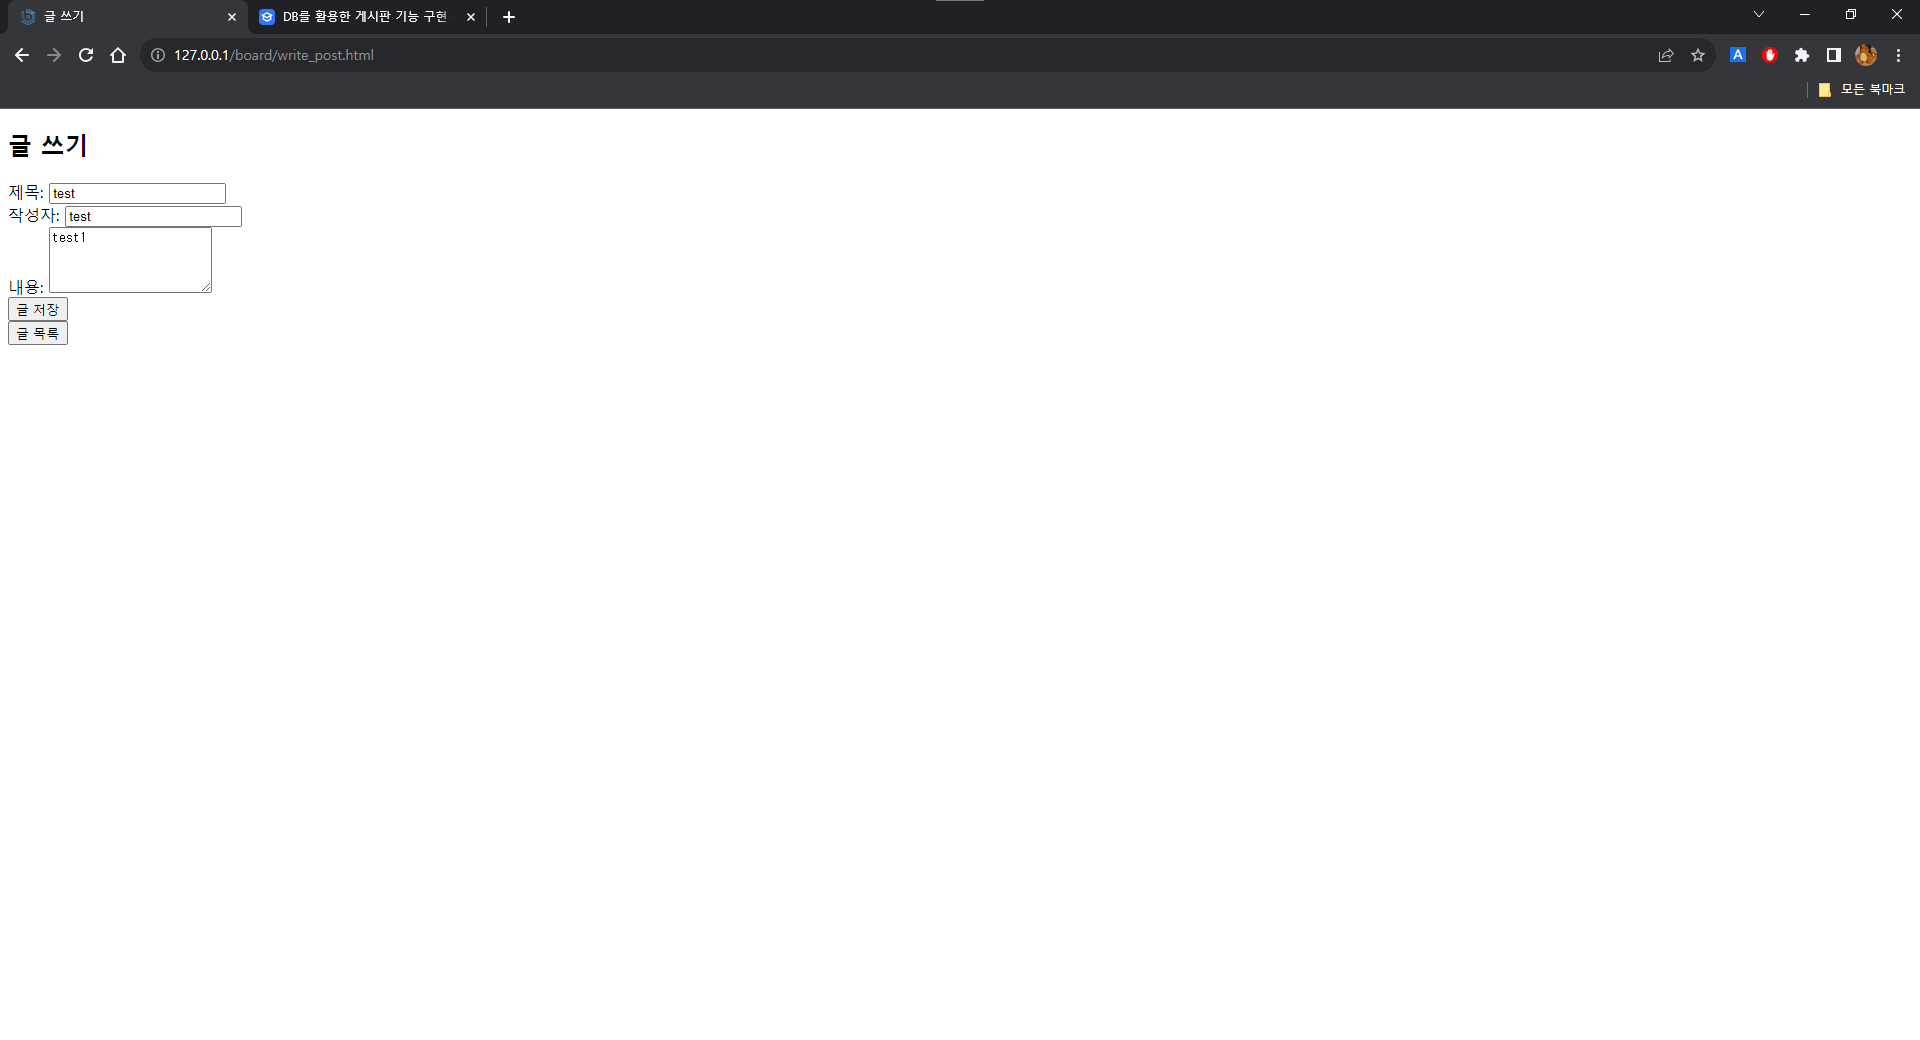 글 쓰기
DB를 활용한 게시판 기능 구현
127.0.0.1/board/write_post.html
A
모든 북마크
글 쓰기
제목: test
작성자: test
내용: test1
글 저장
글 목록